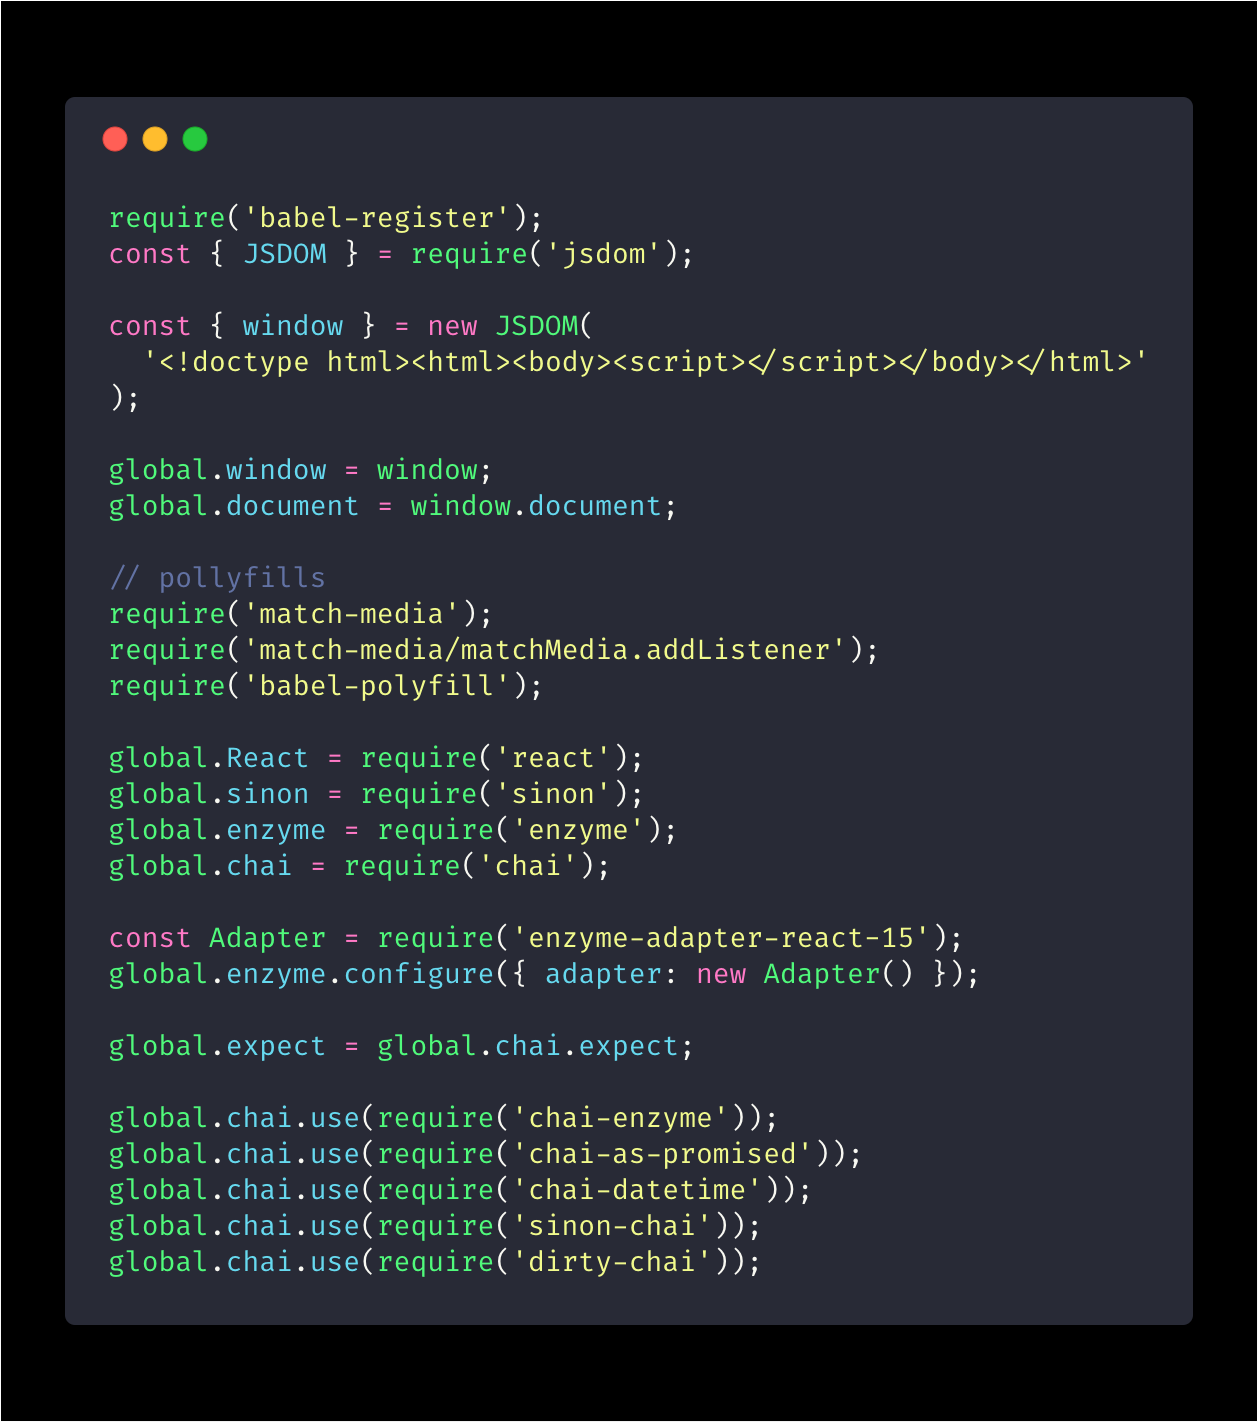 require('babel-register');
const { JSDOM } = require('jsdom');
const { window } = new JSDOM(
'<!doctype html><html><body><script></script></body></html>'
);
global.window = window;
global.document = window.document;
// pollyfills
require('match-media');
require('match-media/matchMedia.addListener');
require('babel-polyfill');
global.React = require('react');
global.sinon = require('sinon');
global.enzyme = require('enzyme');
global.chai = require('chai');
const Adapter = require('enzyme-adapter-react-15');
global.enzyme.configure({ adapter: new Adapter() });
global.expect = global.chai.expect;
global.chai.use(require('chai-enzyme'));
global.chai.use(require('chai-as-promised'));
global.chai.use(require('chai-datetime'));
global.chai.use(require('sinon-chai'));
global.chai.use(require('dirty-chai'));